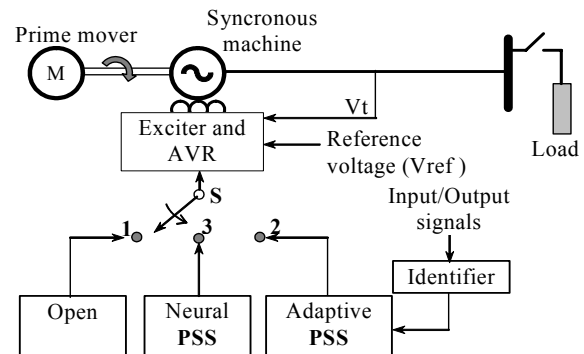 Prime mover
Syncronous
machine
M
Vt
Exciter and
AVR
Reference
voltage (Vref )
Load
S
Input/Output
signals
1
3
2
Identifier
Open
Neural
PSS
Adaptive
PSS